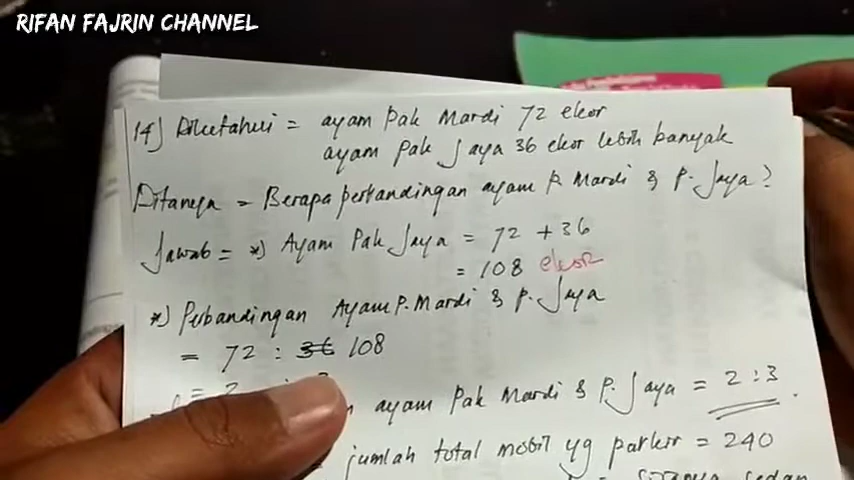 RIFAN FAJRIN CHANNEL
14) Diketahui = ayam pak Mardi 72 ekor
ayam pak Jaya 36 ekor lebih banyak
Ditanya = Berapa perbandingan ayam P. Mardi & P. Jaya?
Jawab = *) Ayam Pak Jaya = 72 + 36
= 108 ekor
*) Perbandingan Ayam P. Mardi & P. Jaya
= 72 : 36 108
= 2 :
ayam Pak Mardi & P. Jaya = 2 : 3
jumlah total mobil yg parkir = 240
sedan